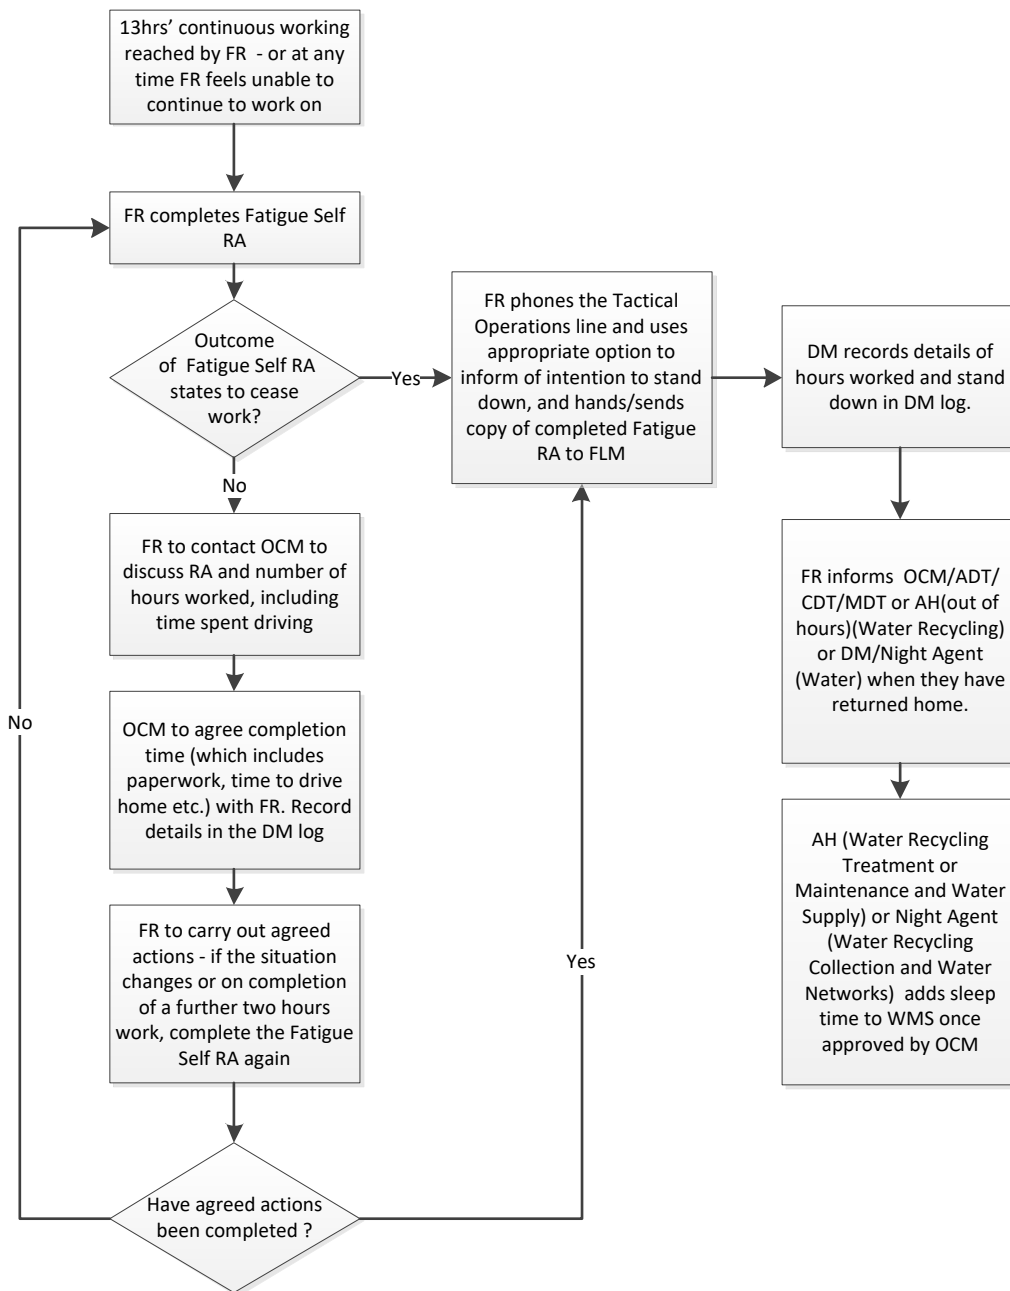 13hrs’ continuous working
reached by FR - or at any
time FR feels unable to
continue to work on
FR completes Fatigue Self
RA
Outcome
of Fatigue Self RA
states to cease
work?
Yes
No
FR to contact OCM to
discuss RA and number of
hours worked, including
time spent driving
OCM to agree completion
time (which includes
paperwork, time to drive
home etc.) with FR. Record
details in the DM log
FR to carry out agreed
actions - if the situation
changes or on completion
of a further two hours
work, complete the Fatigue
Self RA again
Have agreed actions
been completed ?
No
Yes
FR phones the Tactical
Operations line and uses
appropriate option to
inform of intention to stand
down, and hands/sends
copy of completed Fatigue
RA to FLM
DM records details of
hours worked and stand
down in DM log.
FR informs OCM/ADT/
CDT/MDT or AH(out of
hours)(Water Recycling)
or DM/Night Agent
(Water) when they have
returned home.
AH (Water Recycling
Treatment or
Maintenance and Water
Supply) or Night Agent
(Water Recycling
Collection and Water
Networks) adds sleep
time to WMS once
approved by OCM